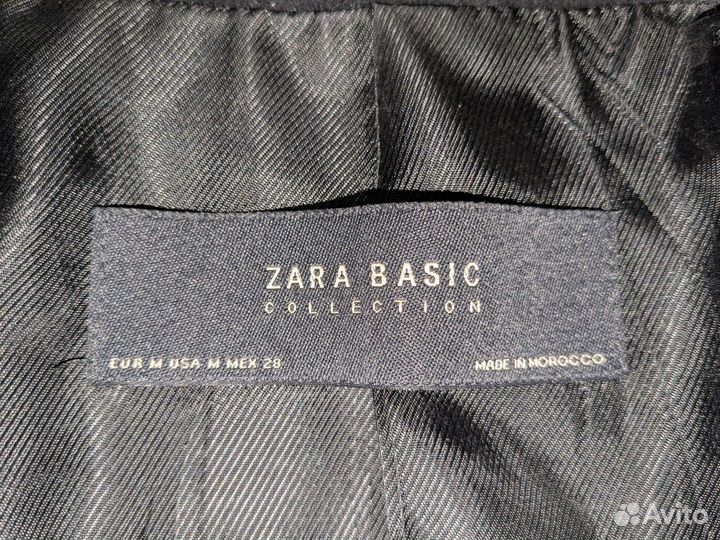 ZARA BASIC
COLLECTION
EUR M USA M MEX 28
MADE IN MOROCCO
Avito